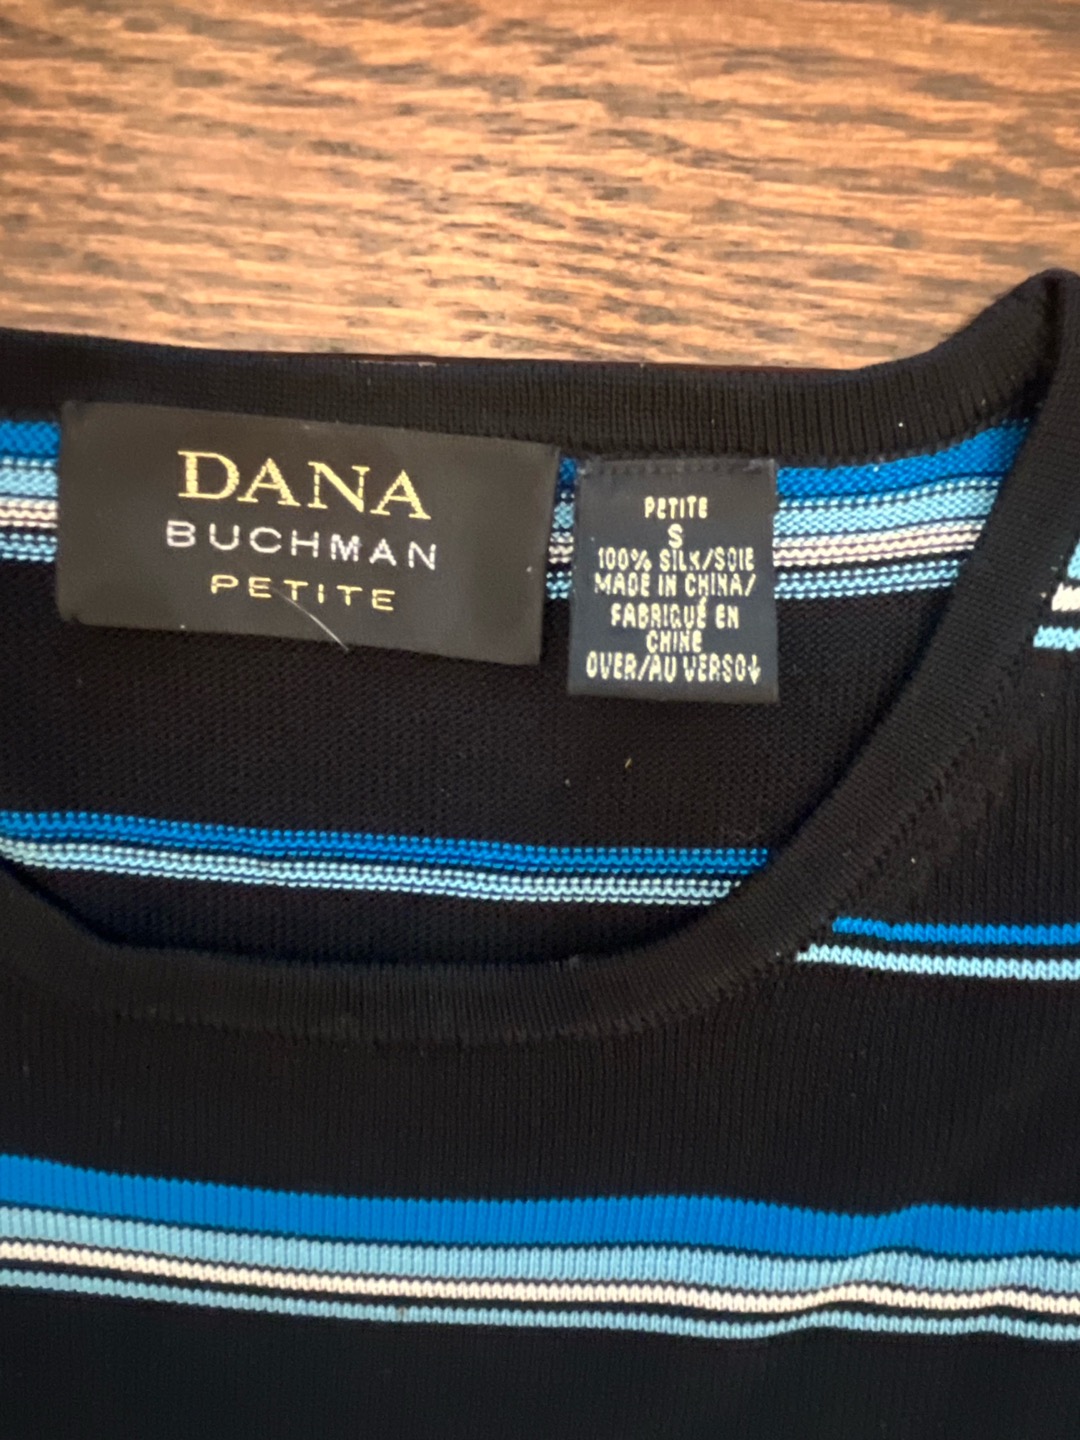 DANA
BUCHMAN
PETITE
PETITE
S
100% SILK/SOIE
MADE IN CHINA/
FABRIQUÉ EN
CHINE
OVER/AU VERSO↓